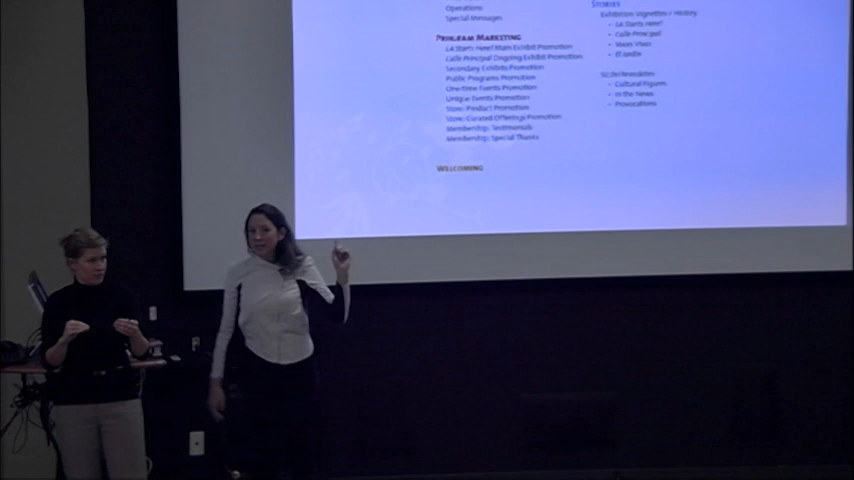 Operations
Special Messages
PROGRAM MARKETING
LA Starts Here! Main Exhibit Promotion
Calle Principal Ongoing Exhibit Promotion
Secondary Exhibits Promotion
Public Programs Promotion
One-time Events Promotion
Unique Events Promotion
Store: Product Promotion
Store: Curated Offerings Promotion
Membership: Testimonials
Membership: Special Thanks
WELCOMING
STORIES
Exhibition Vignettes / History
- LA Starts Here!
- Calle Principal
- Voces Vivas
- El Jardín
- Cultural Figures
- In the News
- Provocations